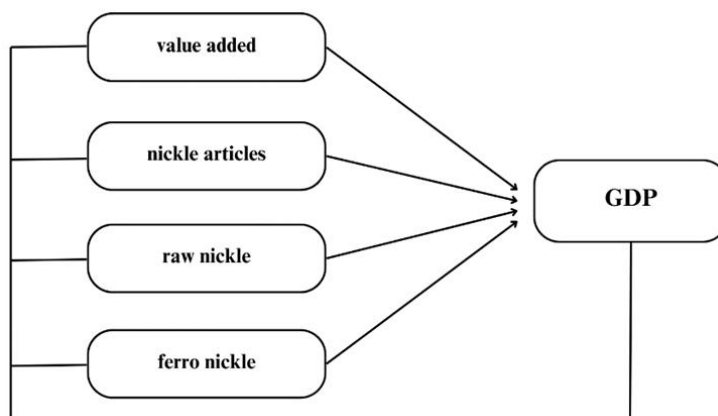 value added
nickle articles
raw nickle
ferro nickle
GDP